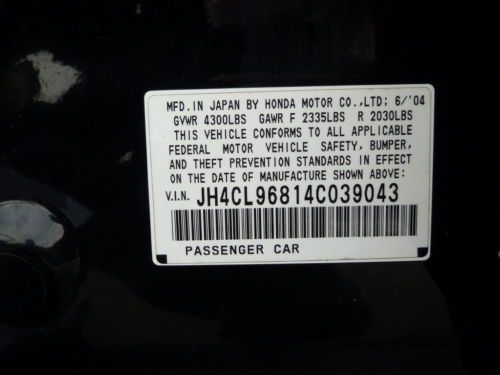 MFD. IN JAPAN BY HONDA MOTOR CO.,LTD; 6/'04
GVWR 4300LBS GAWR F 2335LBS R 2030LBS
THIS VEHICLE CONFORMS TO ALL APPLICABLE
FEDERAL MOTOR VEHICLE SAFETY, BUMPER,
AND THEFT PREVENTION STANDARDS IN EFFECT
ON THE DATE OF MANUFACTURE SHOWN ABOVE;
V.I.N. JH4CL96814C039043
PASSENGER CAR